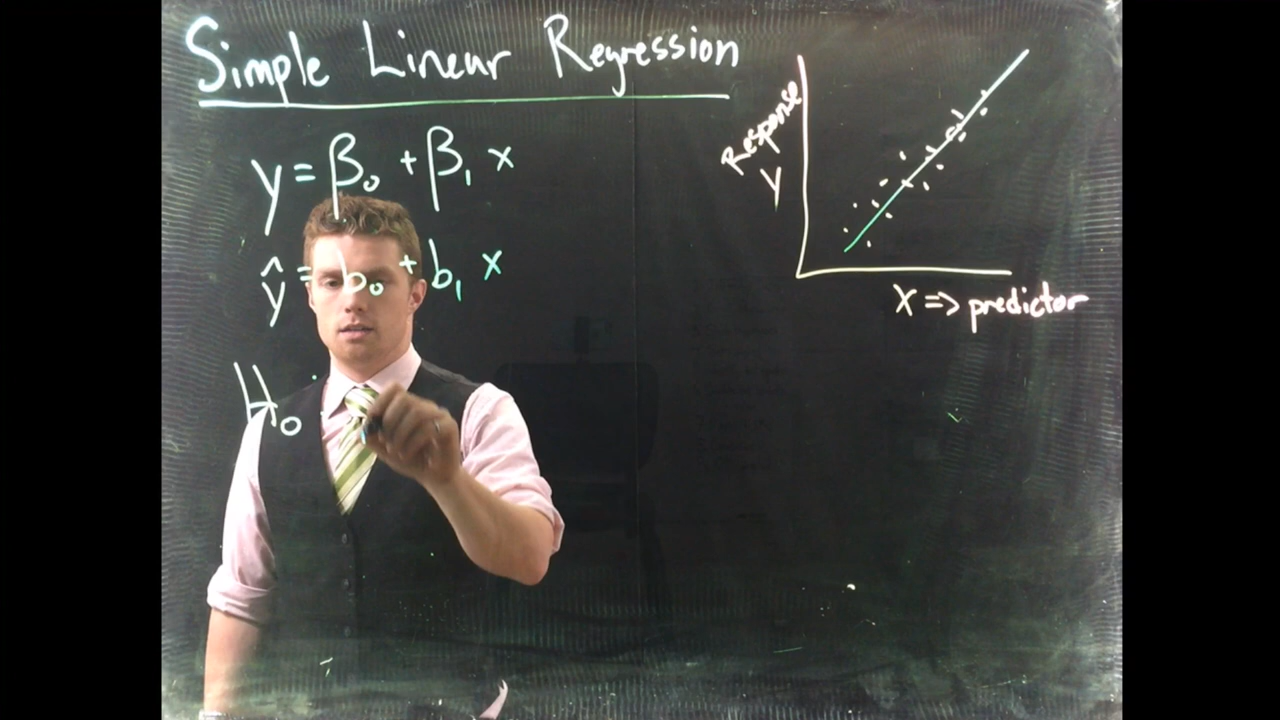 Simple Linear Regression
y = β₀ + β₁ x
ŷ = b₀ + b₁ x
H₀
Response
y
x => predictor